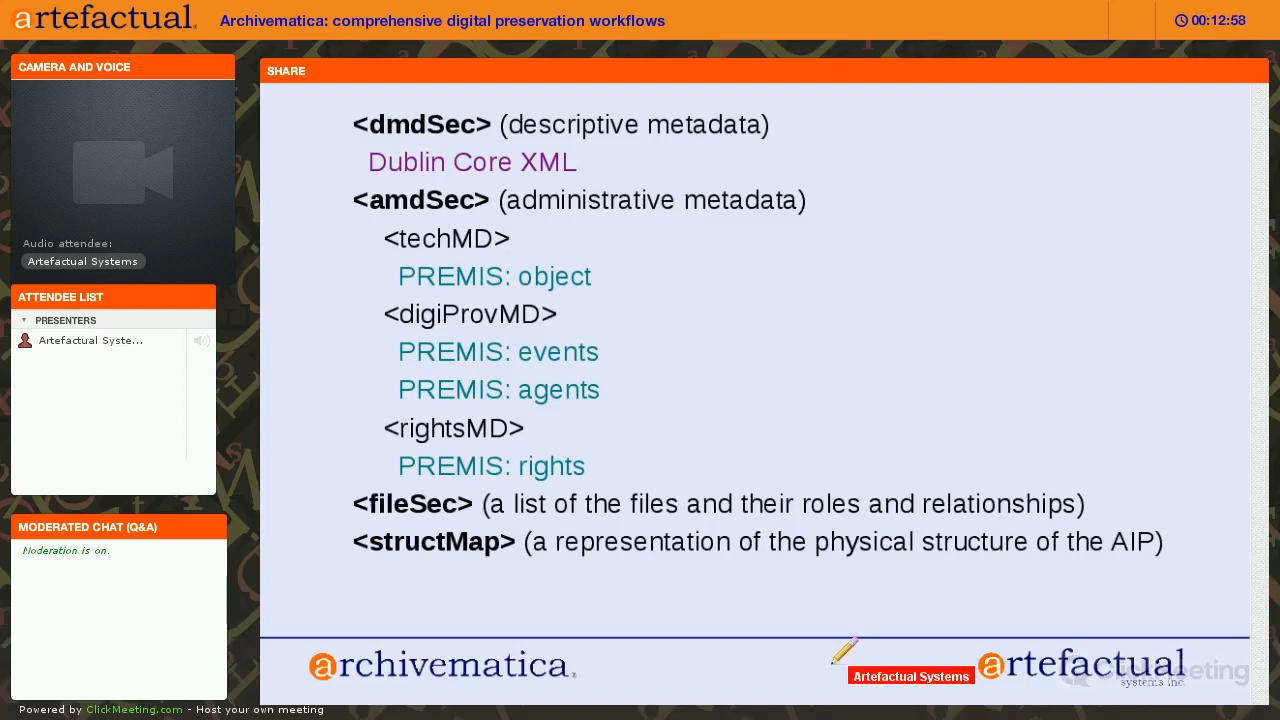 artefactual
Archivematica: comprehensive digital preservation workflows
00:12:58
CAMERA AND VOICE
Audio attendee:
Artefactual Systems
ATTENDEE LIST
PRESENTERS
Artefactual Syste...
MODERATED CHAT (Q&A)
Moderation is on.
Powered by ClickMeeting.com - Host your own meeting
SHARE
<dmdSec> (descriptive metadata)
Dublin Core XML
<amdSec> (administrative metadata)
<techMD>
PREMIS: object
<digiProvMD>
PREMIS: events
PREMIS: agents
<rightsMD>
PREMIS: rights
<fileSec> (a list of the files and their roles and relationships)
<structMap> (a representation of the physical structure of the AIP)
archivematica
Artefactual Systems
artefactual
systems inc
ClickMeeting